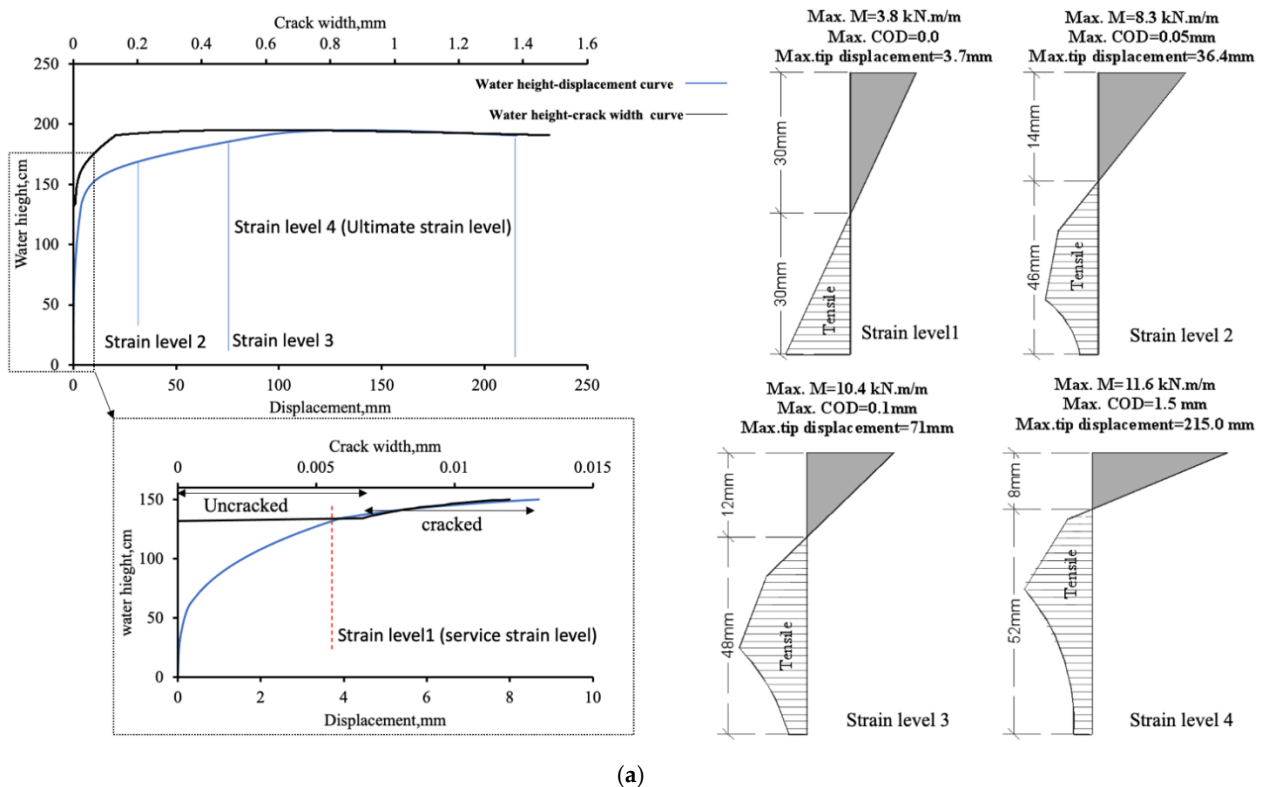 Crack width,mm
0 0.2 0.4 0.6 0.8 1 1.2 1.4 1.6
250
200
150
100
50
0
Water hieght,cm
Water height-displacement curve
Water height-crack width curve
Strain level 4 (Ultimate strain level)
Strain level 2
Strain level 3
0 50 100 150 200 250
Displacement,mm
Crack width,mm
0 0.005 0.01 0.015
150
100
50
0
water hieght,cm
Uncracked
cracked
Strain level1 (service strain level)
0 2 4 6 8 10
Displacement,mm
Max. M=3.8 kN.m/m
Max. COD=0.0
Max.tip displacement=3.7mm
30mm
30mm
Tensile
Strain level1
Max. M=8.3 kN.m/m
Max. COD=0.05mm
Max.tip displacement=36.4mm
14mm
46mm
Tensile
Strain level 2
Max. M=10.4 kN.m/m
Max. COD=0.1mm
Max.tip displacement=71mm
12mm
48mm
Tensile
Strain level 3
Max. M=11.6 kN.m/m
Max. COD=1.5 mm
Max.tip displacement=215.0 mm
8mm
52mm
Tensile
Strain level 4
(a)